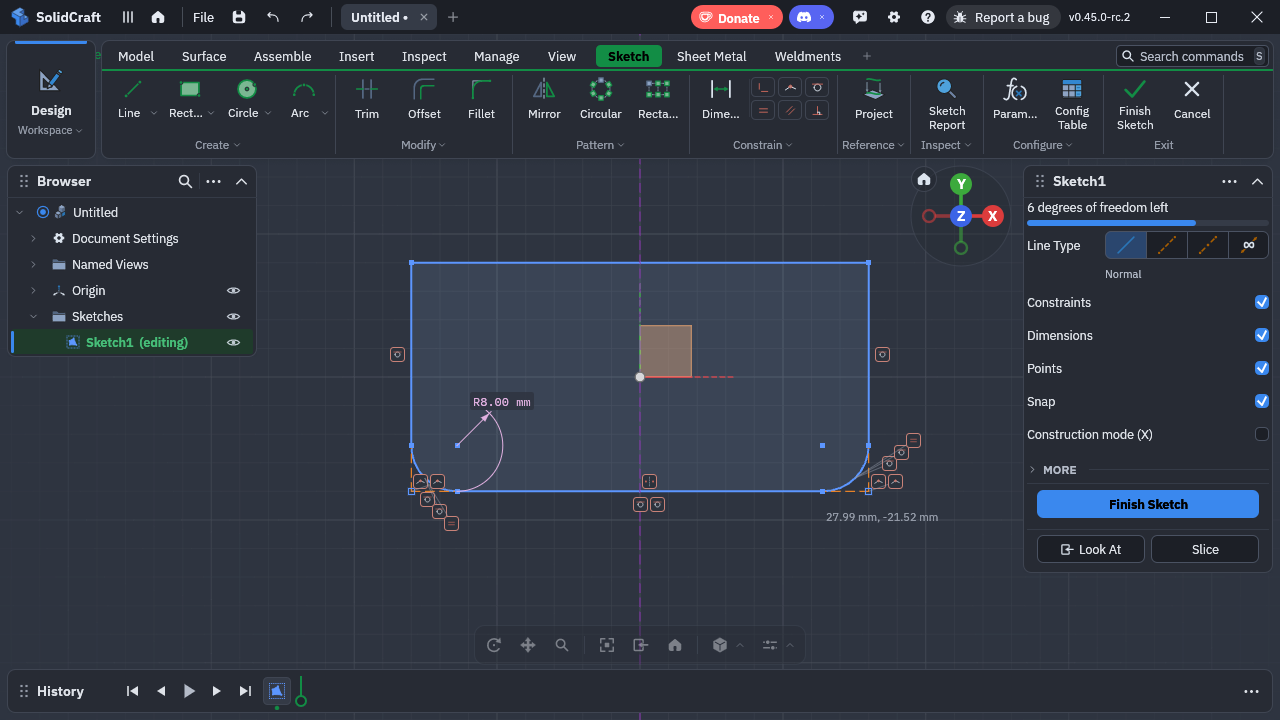 SolidCraft
File
Untitled •
Donate
Report a bug
v0.45.0-rc.2
Design
Workspace
Model
Surface
Assemble
Insert
Inspect
Manage
View
Sketch
Sheet Metal
Weldments
Search commands
S
Line
Rect...
Circle
Arc
Trim
Offset
Fillet
Mirror
Circular
Recta...
Dime...
Project
Sketch
Report
Param...
Config
Table
Finish
Sketch
Cancel
Create
Modify
Pattern
Constrain
Reference
Inspect
Configure
Exit
Browser
Untitled
Document Settings
Named Views
Origin
Sketches
Sketch1 (editing)
Y
Z
X
R8.00 mm
27.99 mm, -21.52 mm
Sketch1
6 degrees of freedom left
Line Type
Normal
Constraints
Dimensions
Points
Snap
Construction mode (X)
MORE
Finish Sketch
Look At
Slice
History